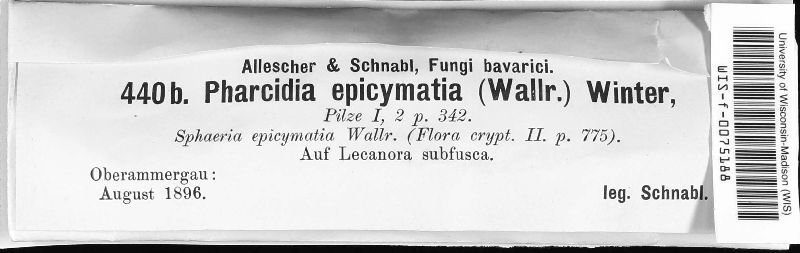 Allescher & Schnabl, Fungi bavarici.
440b. Pharcidia epicymatia (Wallr.) Winter,
Pilze I, 2 p. 342.
Sphaeria epicymatia Wallr. (Flora crypt. II. p. 775).
Auf Lecanora subfusca.
Oberammergau:
August 1896.
leg. Schnabl.
WIS-f-0075188
University of Wisconsin-Madison (WIS)